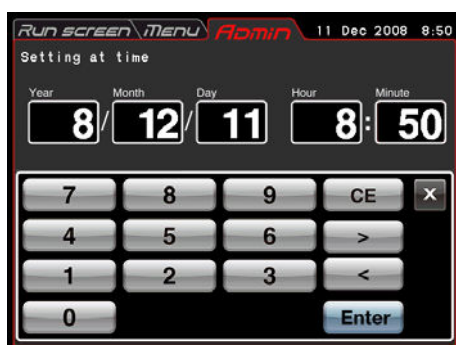 Run screen Menu Admin 11 Dec 2008 8:50
Setting at time
Year Month Day Hour Minute
8/ 12/ 11 8: 50
7 8 9 CE X
4 5 6 >
1 2 3 <
0 Enter